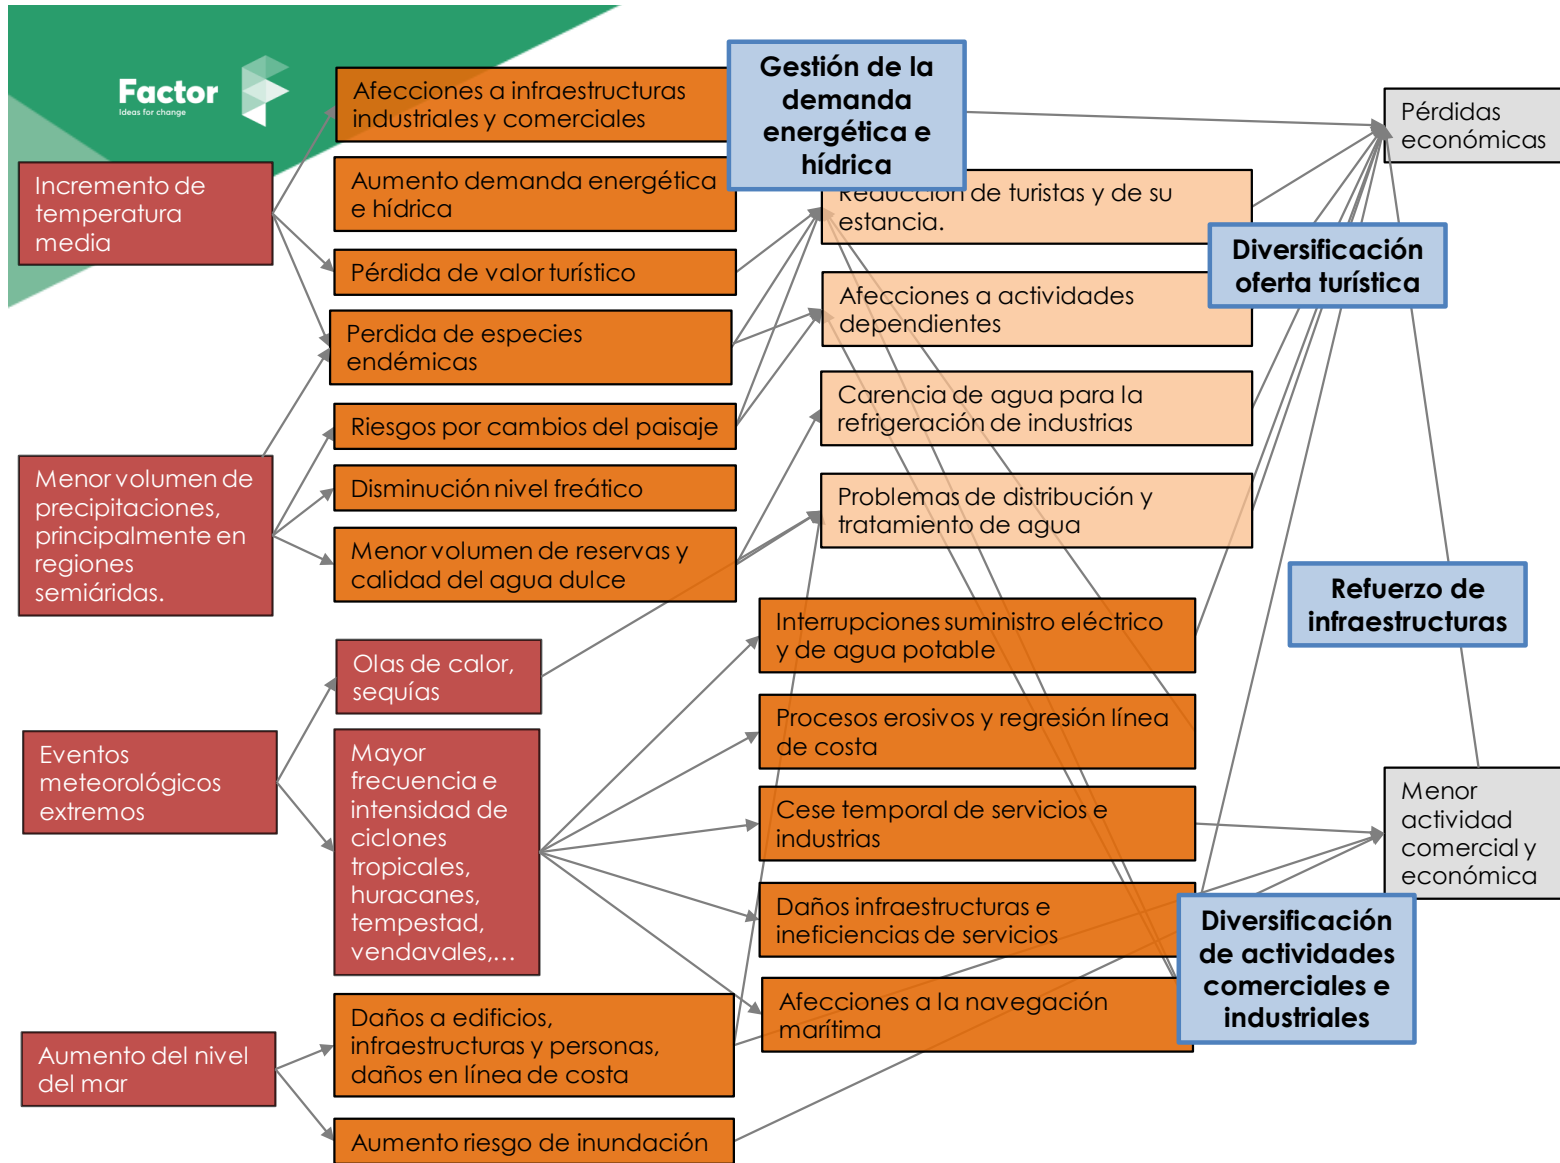 Factor
Ideas for change
Incremento de
temperatura
media
Menor volumen de
precipitaciones,
principalmente en
regiones
semiáridas.
Eventos
meteorológicos
extremos
Aumento del nivel
del mar
Afecciones a infraestructuras
industriales y comerciales
Aumento demanda energética
e hídrica
Pérdida de valor turístico
Perdida de especies
endémicas
Riesgos por cambios del paisaje
Disminución nivel freático
Menor volumen de reservas y
calidad del agua dulce
Olas de calor,
sequías
Mayor
frecuencia e
intensidad de
ciclones
tropicales,
huracanes,
tempestad,
vendavales,...
Daños a edificios,
infraestructuras y personas,
daños en línea de costa
Aumento riesgo de inundación
Gestión de la
demanda
energética e
hídrica
Reducción de turistas y de su
estancia.
Afecciones a actividades
dependientes
Carencia de agua para la
refrigeración de industrias
Problemas de distribución y
tratamiento de agua
Interrupciones suministro eléctrico
y de agua potable
Procesos erosivos y regresión línea
de costa
Cese temporal de servicios e
industrias
Daños infraestructuras e
ineficiencias de servicios
Afecciones a la navegación
marítima
Pérdidas
económicas
Diversificación
oferta turística
Refuerzo de
infraestructuras
Menor
actividad
comercial y
económica
Diversificación
de actividades
comerciales e
industriales